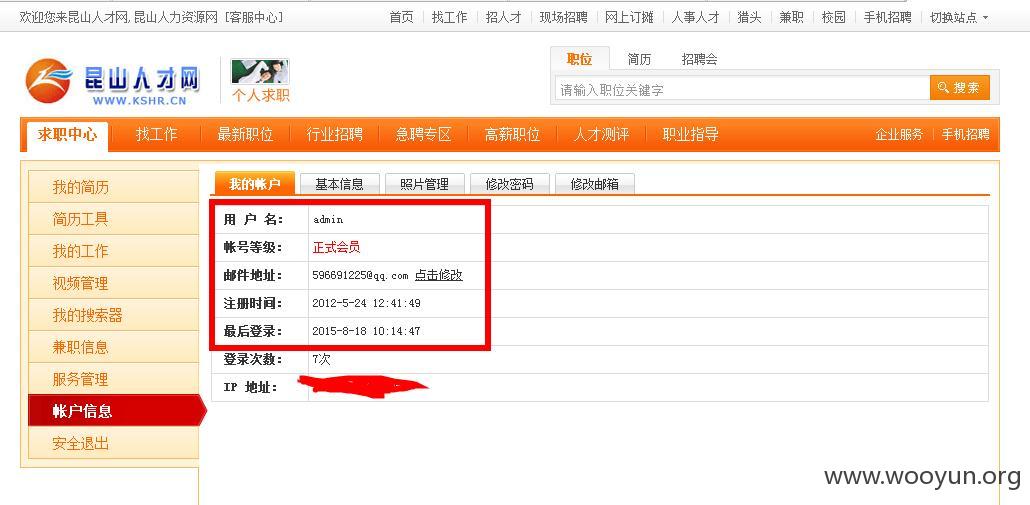 欢迎您来昆山人才网, 昆山人力资源网 [客服中心] 首页 找工作 招人才 现场招聘 网上订摊 人事人才 猎头 兼职 校园 手机招聘 切换站点
昆山人才网
WWW.KSHR.CN
个人求职
职位 简历 招聘会
请输入职位关键字 搜索
求职中心 找工作 最新职位 行业招聘 急聘专区 高薪职位 人才测评 职业指导 企业服务 手机招聘
我的简历
简历工具
我的工作
视频管理
我的搜索器
兼职信息
服务管理
帐户信息
安全退出
我的帐户 基本信息 照片管理 修改密码 修改邮箱
用 户 名: admin
帐号等级: 正式会员
邮件地址: 596691225@qq.com 点击修改
注册时间: 2012-5-24 12:41:49
最后登录: 2015-8-18 10:14:47
登录次数: 7次
IP 地址:
www.wooyun.org